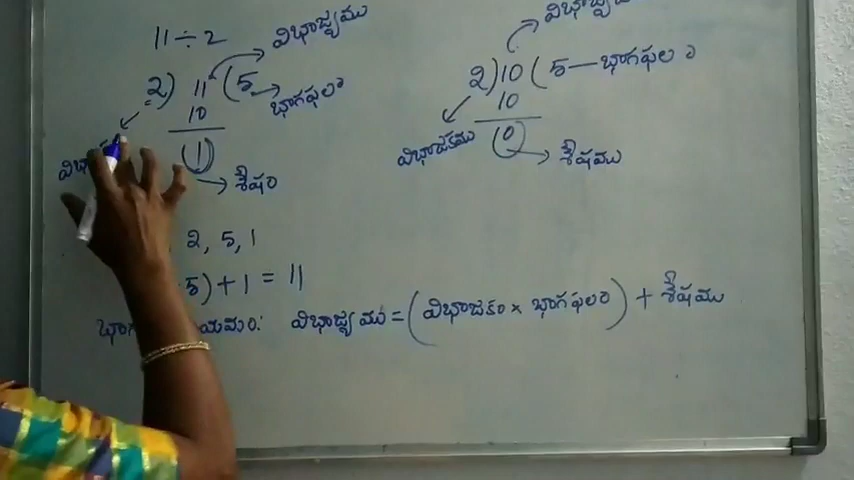 11 ÷ 2
విభాజ్యము
2) 11 (5
భాగఫలం
10
(1)
శేషం
2, 5, 1
5) + 1 = 11
విభాజ్యము = (విభాజకం × భాగఫలం) + శేషము
2) 10 (5 — భాగఫలం
10
విభాజకము
(0)
శేషము